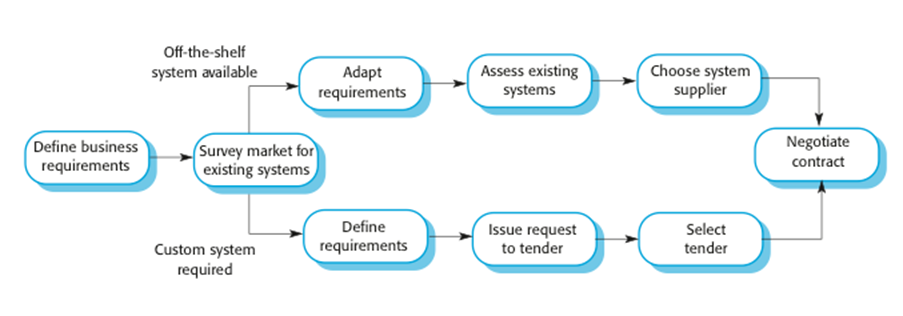 Off-the-shelf
system available
Adapt
requirements
Assess existing
systems
Choose system
supplier
Define business
requirements
Survey market for
existing systems
Negotiate
contract
Custom system
required
Define
requirements
Issue request
to tender
Select
tender